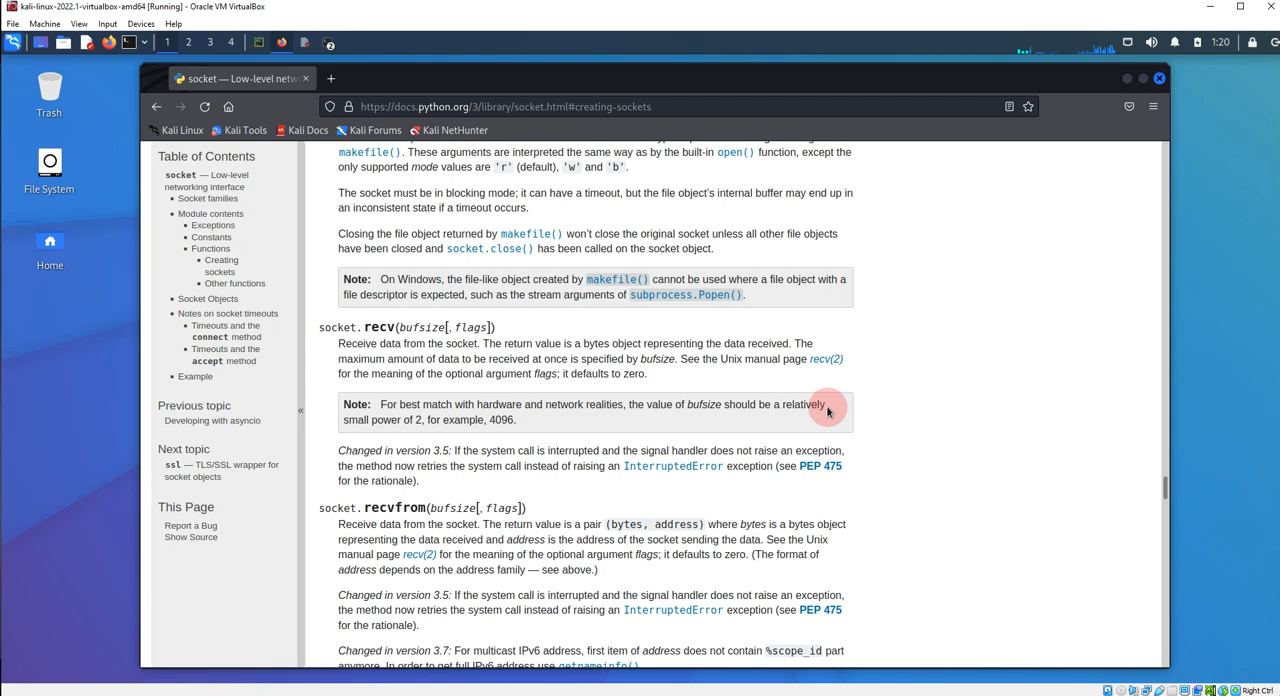 kali-linux-2022.1-virtualbox-amd64 [Running] - Oracle VM VirtualBox
File Machine View Input Devices Help
1 2 3 4 2 1:20
socket — Low-level netw
https://docs.python.org/3/library/socket.html#creating-sockets
Kali Linux Kali Tools Kali Docs Kali Forums Kali NetHunter
Trash
File System
Home
Table of Contents
socket — Low-level
networking interface
Socket families
Module contents
Exceptions
Constants
Functions
Creating
sockets
Other functions
Socket Objects
Notes on socket timeouts
Timeouts and the
connect method
Timeouts and the
accept method
Example
Previous topic
Developing with asyncio
Next topic
ssl — TLS/SSL wrapper for
socket objects
This Page
Report a Bug
Show Source
«
makefile(). These arguments are interpreted the same way as by the built-in open() function, except the
only supported mode values are 'r' (default), 'w' and 'b'.
The socket must be in blocking mode; it can have a timeout, but the file object's internal buffer may end up in
an inconsistent state if a timeout occurs.
Closing the file object returned by makefile() won't close the original socket unless all other file objects
have been closed and socket.close() has been called on the socket object.
Note: On Windows, the file-like object created by makefile() cannot be used where a file object with a
file descriptor is expected, such as the stream arguments of subprocess.Popen().
socket.recv(bufsize[, flags])
Receive data from the socket. The return value is a bytes object representing the data received. The
maximum amount of data to be received at once is specified by bufsize. See the Unix manual page recv(2)
for the meaning of the optional argument flags; it defaults to zero.
Note: For best match with hardware and network realities, the value of bufsize should be a relatively
small power of 2, for example, 4096.
Changed in version 3.5: If the system call is interrupted and the signal handler does not raise an exception,
the method now retries the system call instead of raising an InterruptedError exception (see PEP 475
for the rationale).
socket.recvfrom(bufsize[, flags])
Receive data from the socket. The return value is a pair (bytes, address) where bytes is a bytes object
representing the data received and address is the address of the socket sending the data. See the Unix
manual page recv(2) for the meaning of the optional argument flags; it defaults to zero. (The format of
address depends on the address family — see above.)
Changed in version 3.5: If the system call is interrupted and the signal handler does not raise an exception,
the method now retries the system call instead of raising an InterruptedError exception (see PEP 475
for the rationale).
Changed in version 3.7: For multicast IPv6 address, first item of address does not contain %scope_id part
anymore. In order to get full IPv6 address use getnameinfo().
Right Ctrl